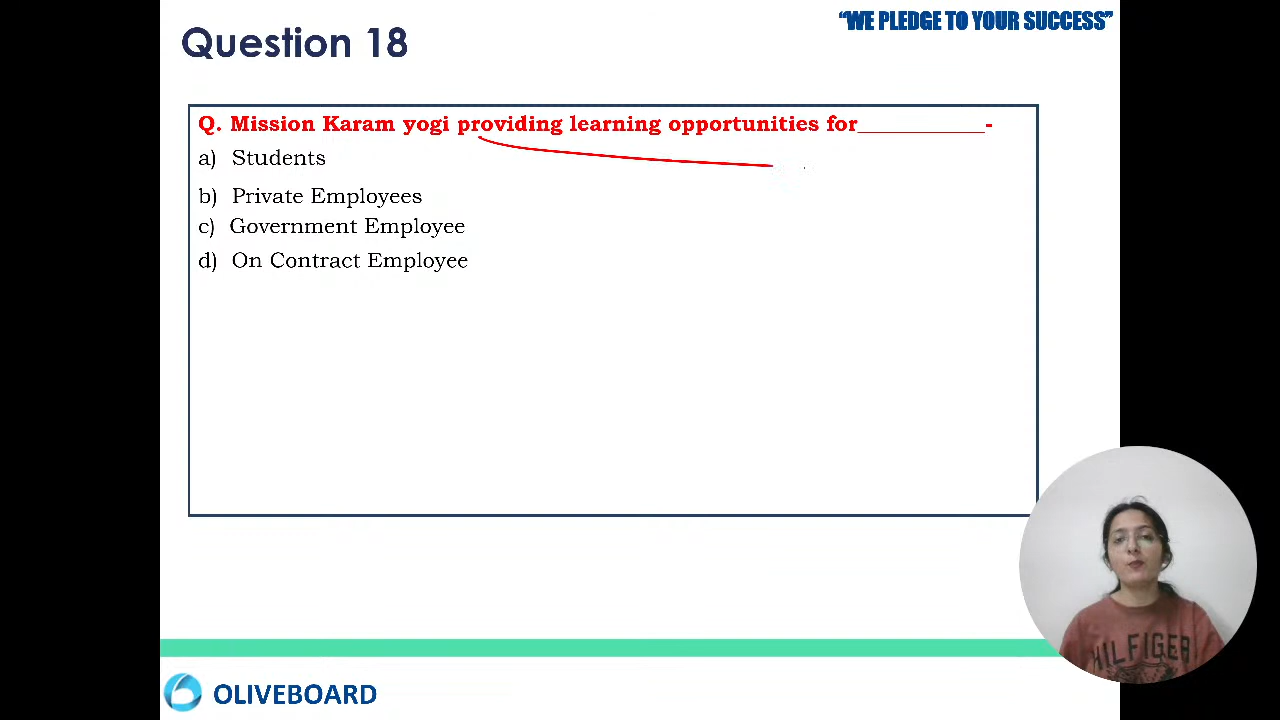 "WE PLEDGE TO YOUR SUCCESS"
Question 18
Q. Mission Karam yogi providing learning opportunities for___________-
a) Students
b) Private Employees
c) Government Employee
d) On Contract Employee
HILFIGER
OLIVEBOARD